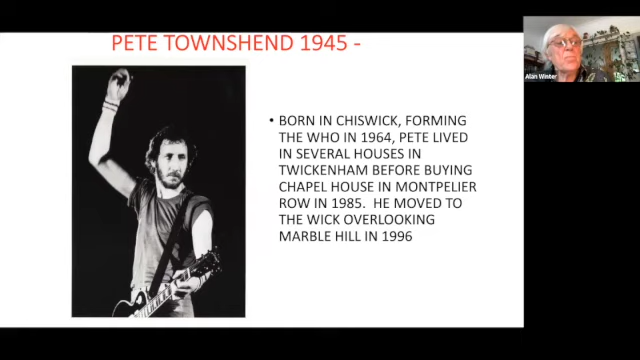 PETE TOWNSHEND 1945 -
Alan Winter
• BORN IN CHISWICK, FORMING
THE WHO IN 1964, PETE LIVED
IN SEVERAL HOUSES IN
TWICKENHAM BEFORE BUYING
CHAPEL HOUSE IN MONTPELIER
ROW IN 1985.  HE MOVED TO
THE WICK OVERLOOKING
MARBLE HILL IN 1996